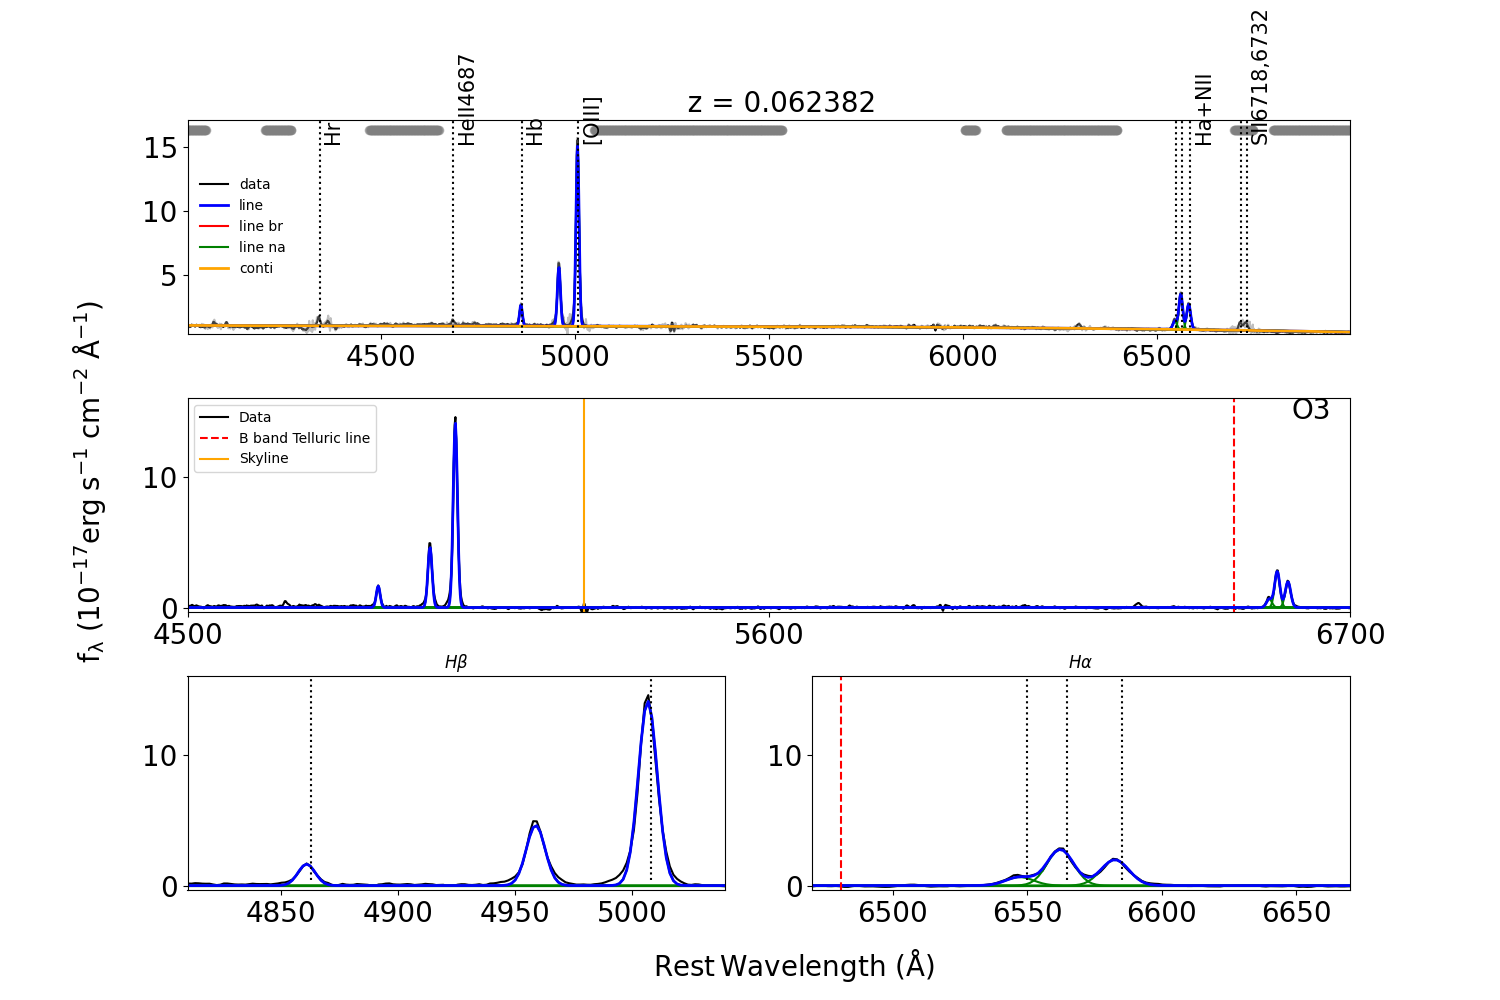 z = 0.062382
Hr
HeII4687
Hb
[OIII]
Ha+NII
SII6718,6732
15
10
5
data
line
line br
line na
conti
4500 5000 5500 6000 6500
f_λ (10^−17 erg s^−1 cm^−2 Å^−1)
O3
10
0
Data
B band Telluric line
Skyline
4500 5600 6700
Hβ
10
0
4850 4900 4950 5000
Hα
10
0
6500 6550 6600 6650
Rest Wavelength (Å)